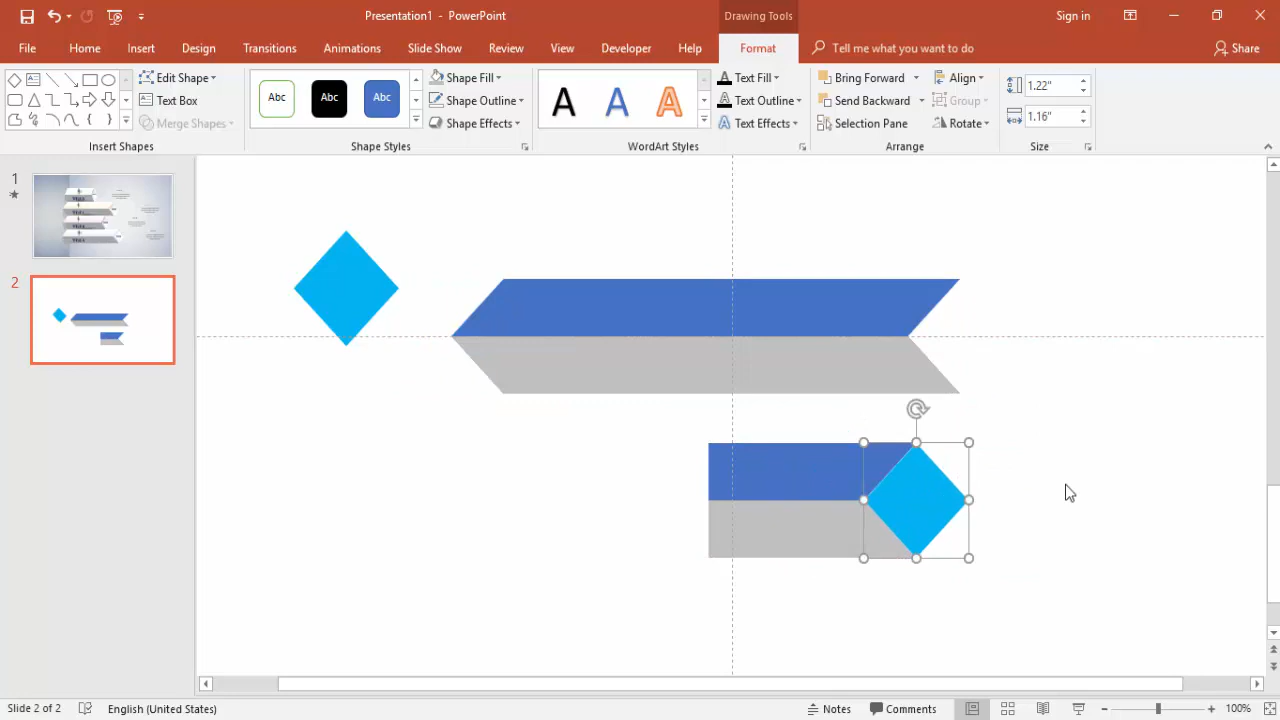 Presentation1 - PowerPoint
Drawing Tools
Sign in
File Home Insert Design Transitions Animations Slide Show Review View Developer Help Format Tell me what you want to do Share
Edit Shape
Text Box
Merge Shapes
Insert Shapes
Abc Abc Abc
Shape Fill
Shape Outline
Shape Effects
Shape Styles
A A A
Text Fill
Text Outline
Text Effects
WordArt Styles
Bring Forward
Send Backward
Selection Pane
Align
Group
Rotate
Arrange
1.22"
1.16"
Size
1
2
Slide 2 of 2 English (United States) Notes Comments 100%